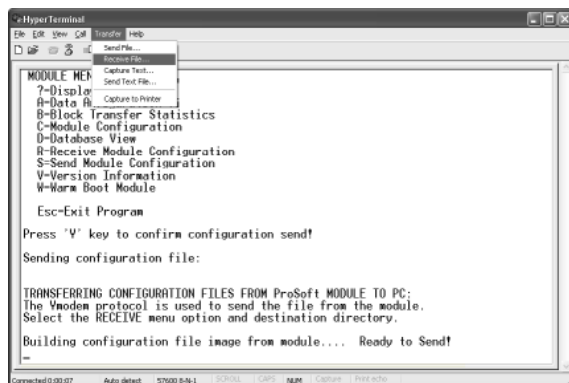 HyperTerminal
File Edit View Call Transfer Help
Send File...
Receive File...
Capture Text...
Send Text File...
Capture to Printer
MODULE MEN
?-Displa
A-Data A
B-Block Transfer Statistics
C-Module Configuration
D-Database View
R-Receive Module Configuration
S=Send Module Configuration
V-Version Information
W-Warm Boot Module
Esc-Exit Program
Press 'Y' key to confirm configuration send!
Sending configuration file:
TRANSFERRING CONFIGURATION FILES FROM ProSoft MODULE TO PC:
The Ymodem protocol is used to send the file from the module.
Select the RECEIVE menu option and destination directory.
Building configuration file image from module.... Ready to Send!
Connected 0:00:07 Auto detect 57600 8-N-1 SCROLL CAPS NUM Capture Print echo